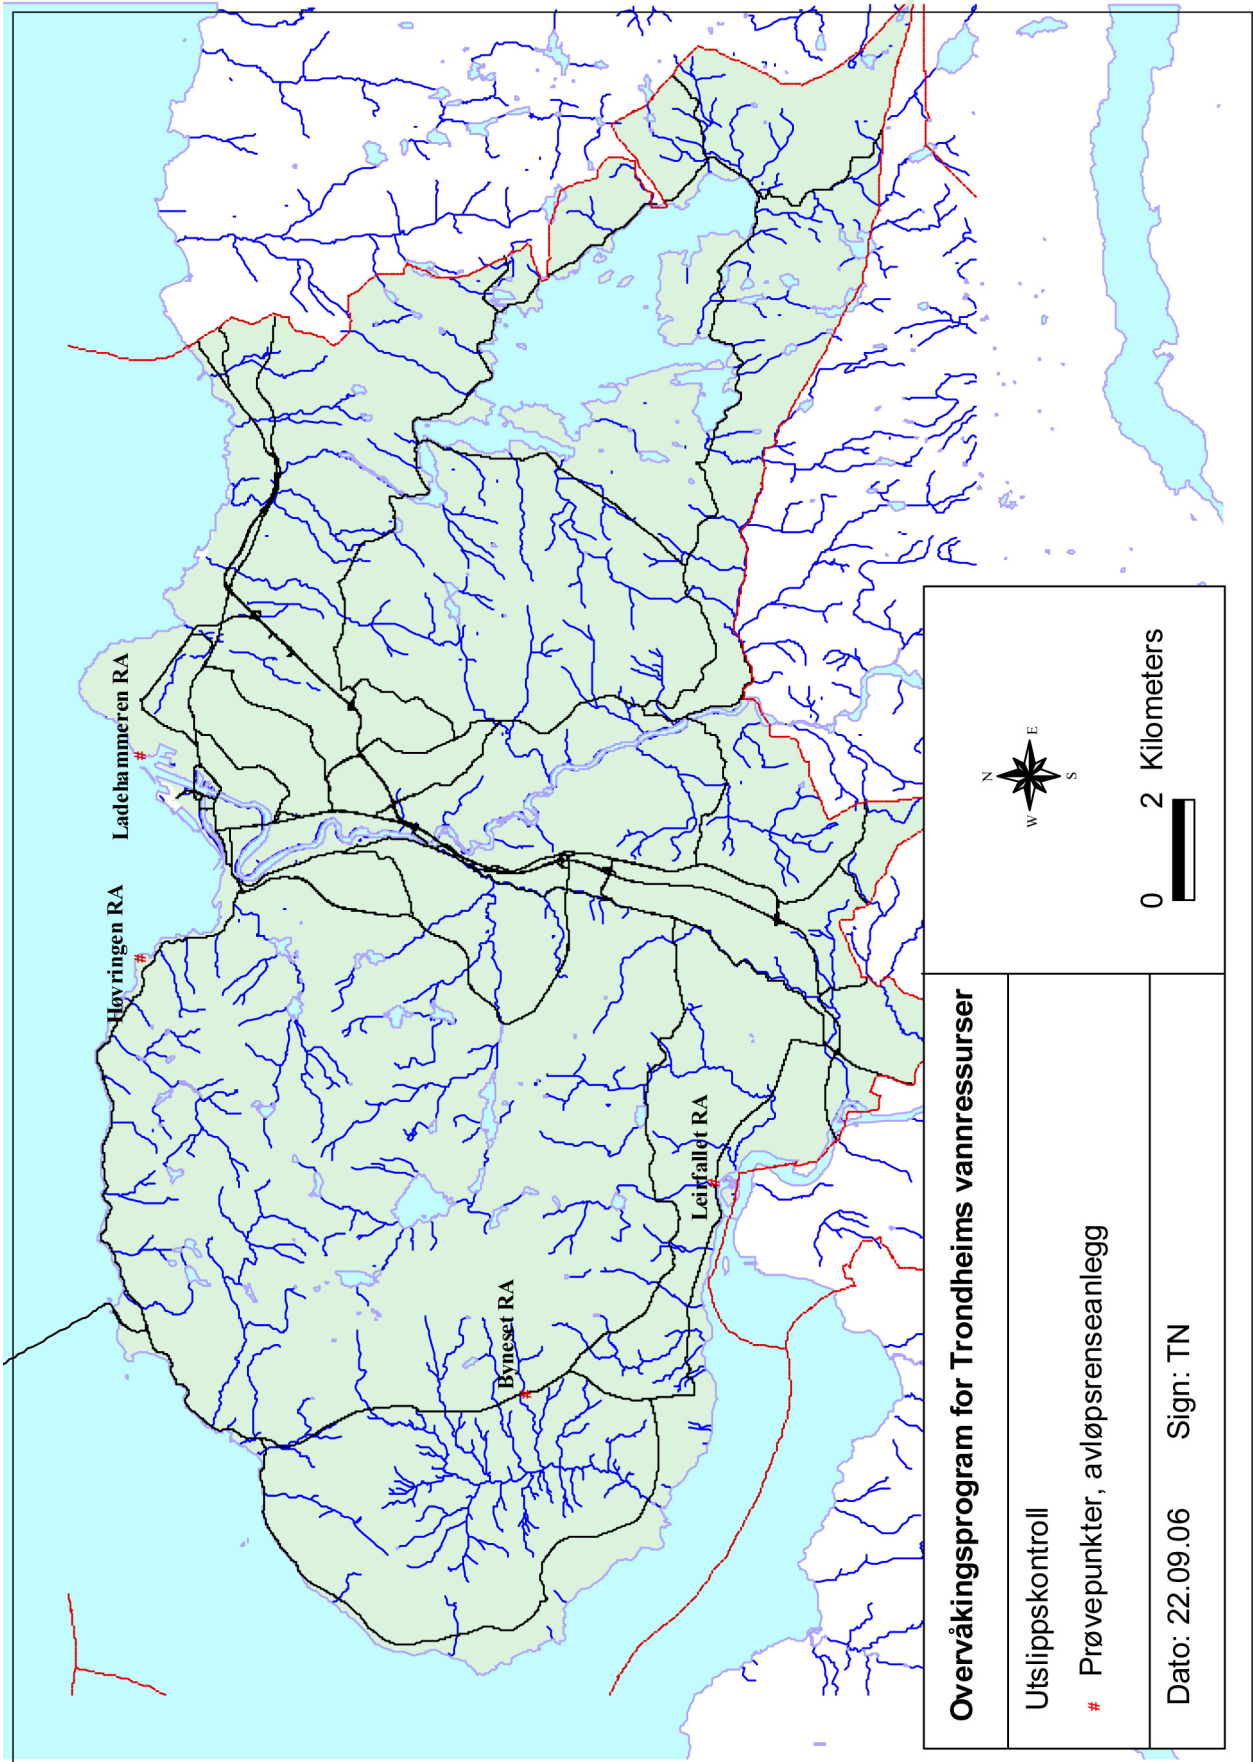 Ladehammeren RA
Høvringen RA
Leirfallet RA
Byneset RA
Overvåkingsprogram for Trondheims vannressurser
Utslippskontroll
# Prøvepunkter, avløpsrenseanlegg
Dato: 22.09.06 Sign: TN
N
W E
S
0 2 Kilometers